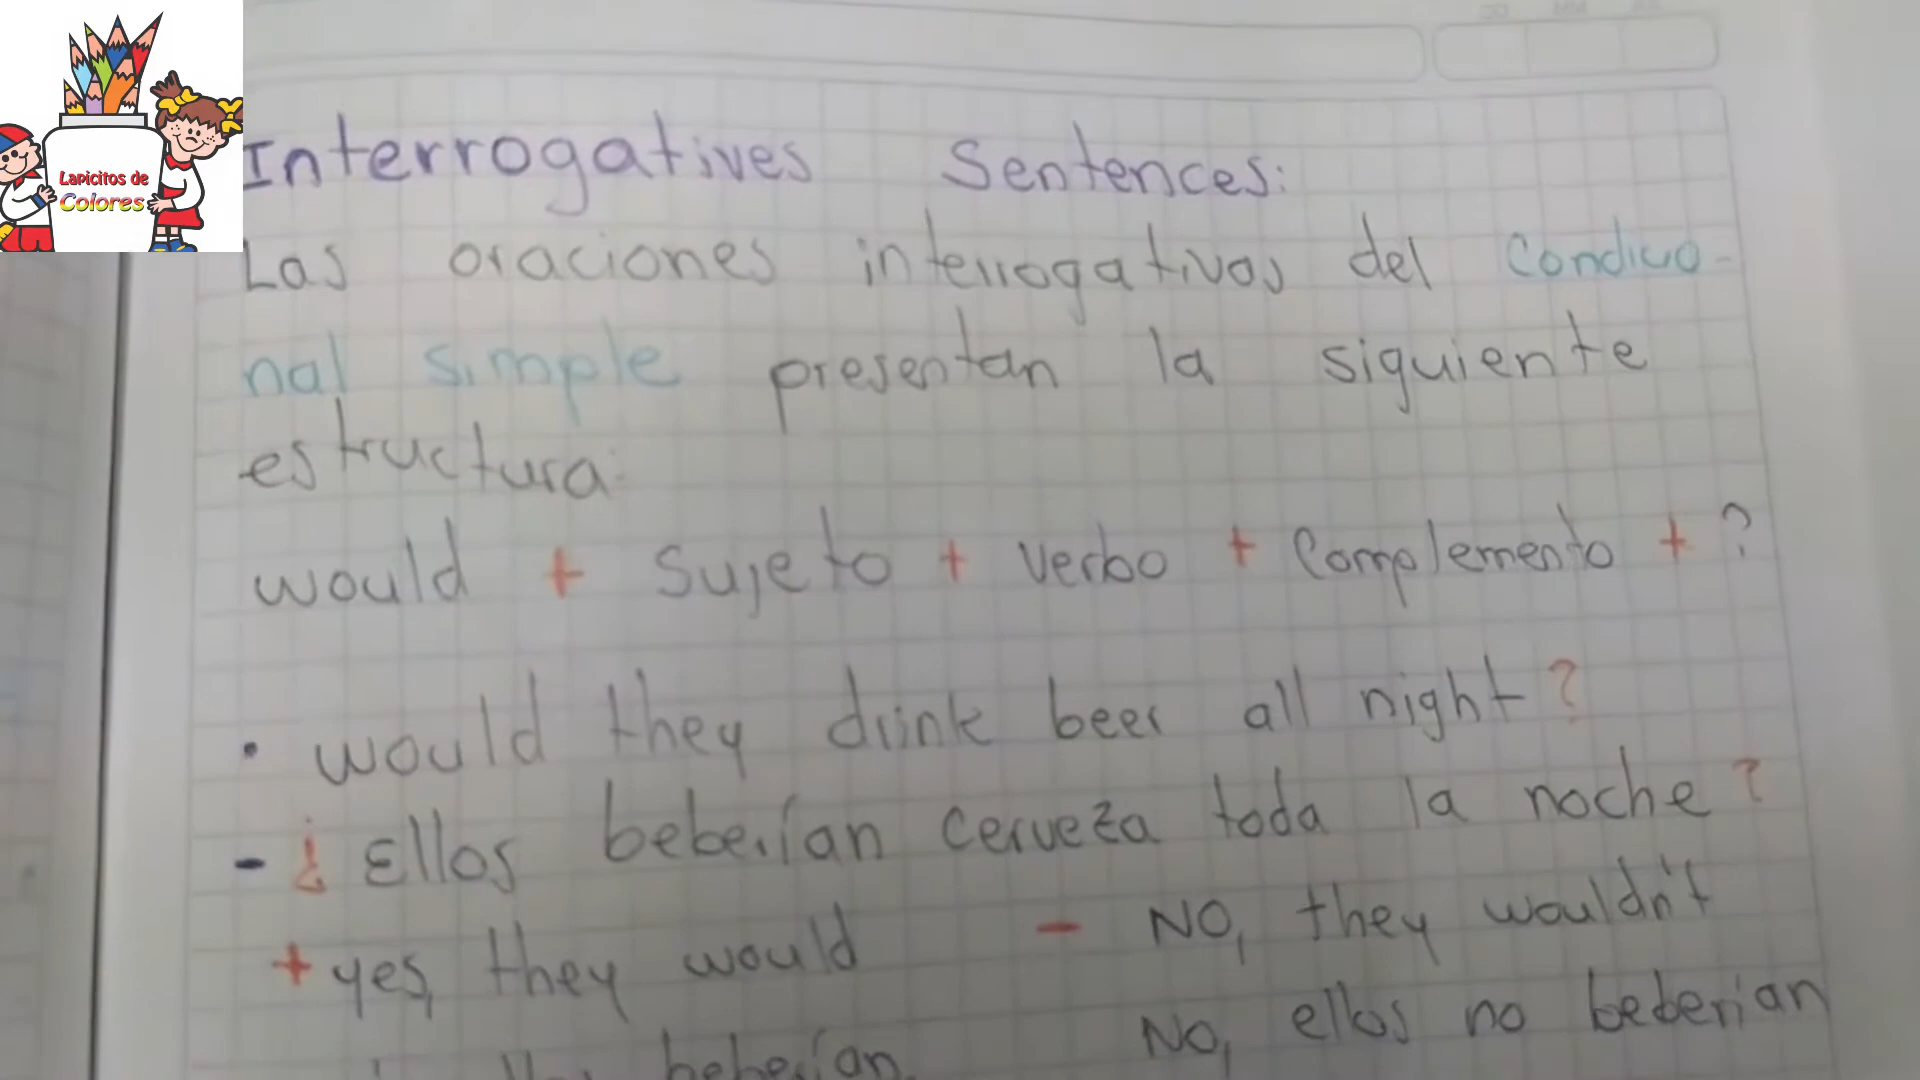 Lapicitos de
Colores
Interrogatives Sentences:
Las oraciones interrogativas del Condicio-
nal simple presentan la siguiente
estructura:
would + Sujeto + verbo + Complemento + ?
• would they drink beer all night?
- ¿Ellos beberían cerveza toda la noche?
+ yes, they would - NO, they wouldn't
beberían. NO, ellos no beberian